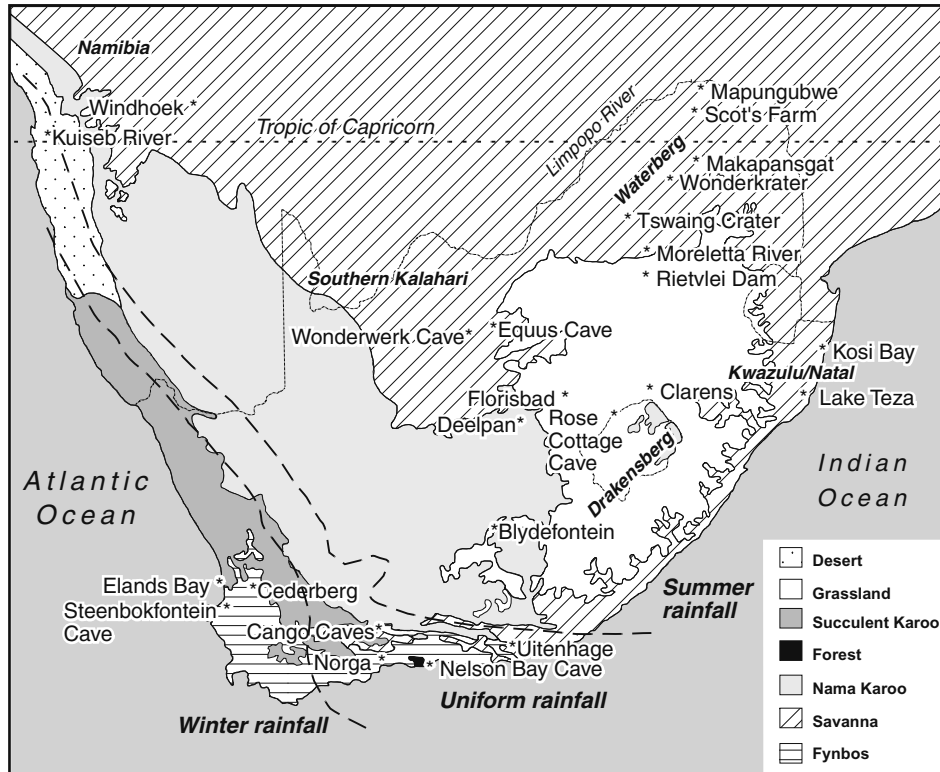 Namibia
Windhoek *
* Kuiseb River
Tropic of Capricorn
Limpopo River
* Mapungubwe
* Scot's Farm
Waterberg
* Makapansgat
* Wonderkrater
* Tswaing Crater
* Moreletta River
* Rietvlei Dam
Southern Kalahari
Wonderwerk Cave*
* Equus Cave
* Kosi Bay
Kwazulu/Natal
* Lake Teza
* Clarens
Florisbad *
Deelpan*
Rose *
Cottage
Cave
Drakensberg
Atlantic
Ocean
Indian
Ocean
* Blydefontein
Elands Bay *
* Cederberg
Steenbokfontein *
Cave
Cango Caves*
Norga *
* Nelson Bay Cave
* Uitenhage
Summer
rainfall
Uniform rainfall
Winter rainfall
Desert
Grassland
Succulent Karoo
Forest
Nama Karoo
Savanna
Fynbos